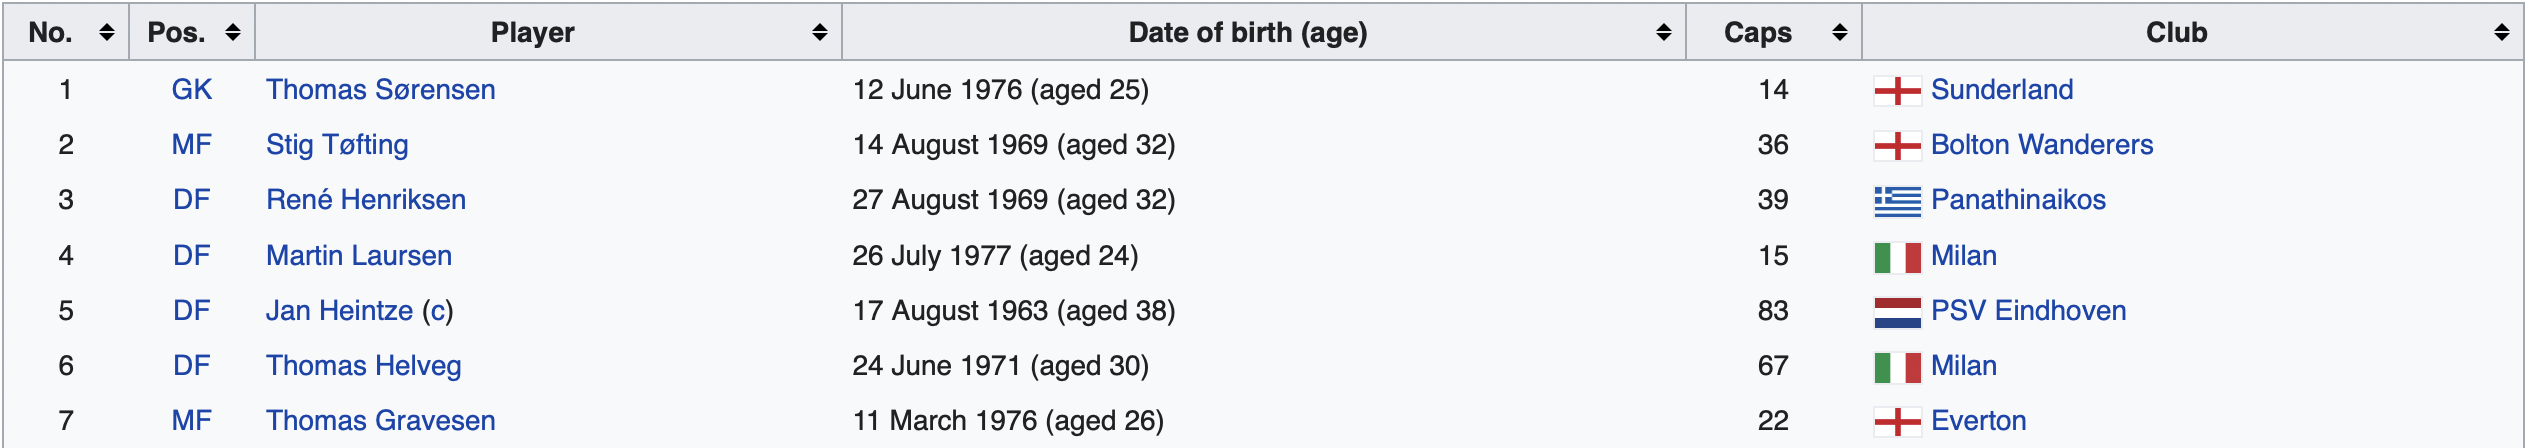 No. Pos. Player Date of birth (age) Caps Club
1 GK Thomas Sørensen 12 June 1976 (aged 25) 14 Sunderland
2 MF Stig Tøfting 14 August 1969 (aged 32) 36 Bolton Wanderers
3 DF René Henriksen 27 August 1969 (aged 32) 39 Panathinaikos
4 DF Martin Laursen 26 July 1977 (aged 24) 15 Milan
5 DF Jan Heintze (c) 17 August 1963 (aged 38) 83 PSV Eindhoven
6 DF Thomas Helveg 24 June 1971 (aged 30) 67 Milan
7 MF Thomas Gravesen 11 March 1976 (aged 26) 22 Everton